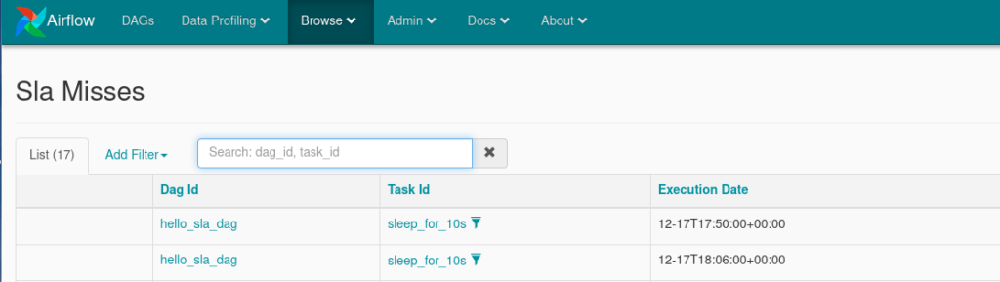 Airflow DAGs Data Profiling Browse Admin Docs About
Sla Misses
List (17) Add Filter Search: dag_id, task_id
Dag Id Task Id Execution Date
hello_sla_dag sleep_for_10s 12-17T17:50:00+00:00
hello_sla_dag sleep_for_10s 12-17T18:06:00+00:00